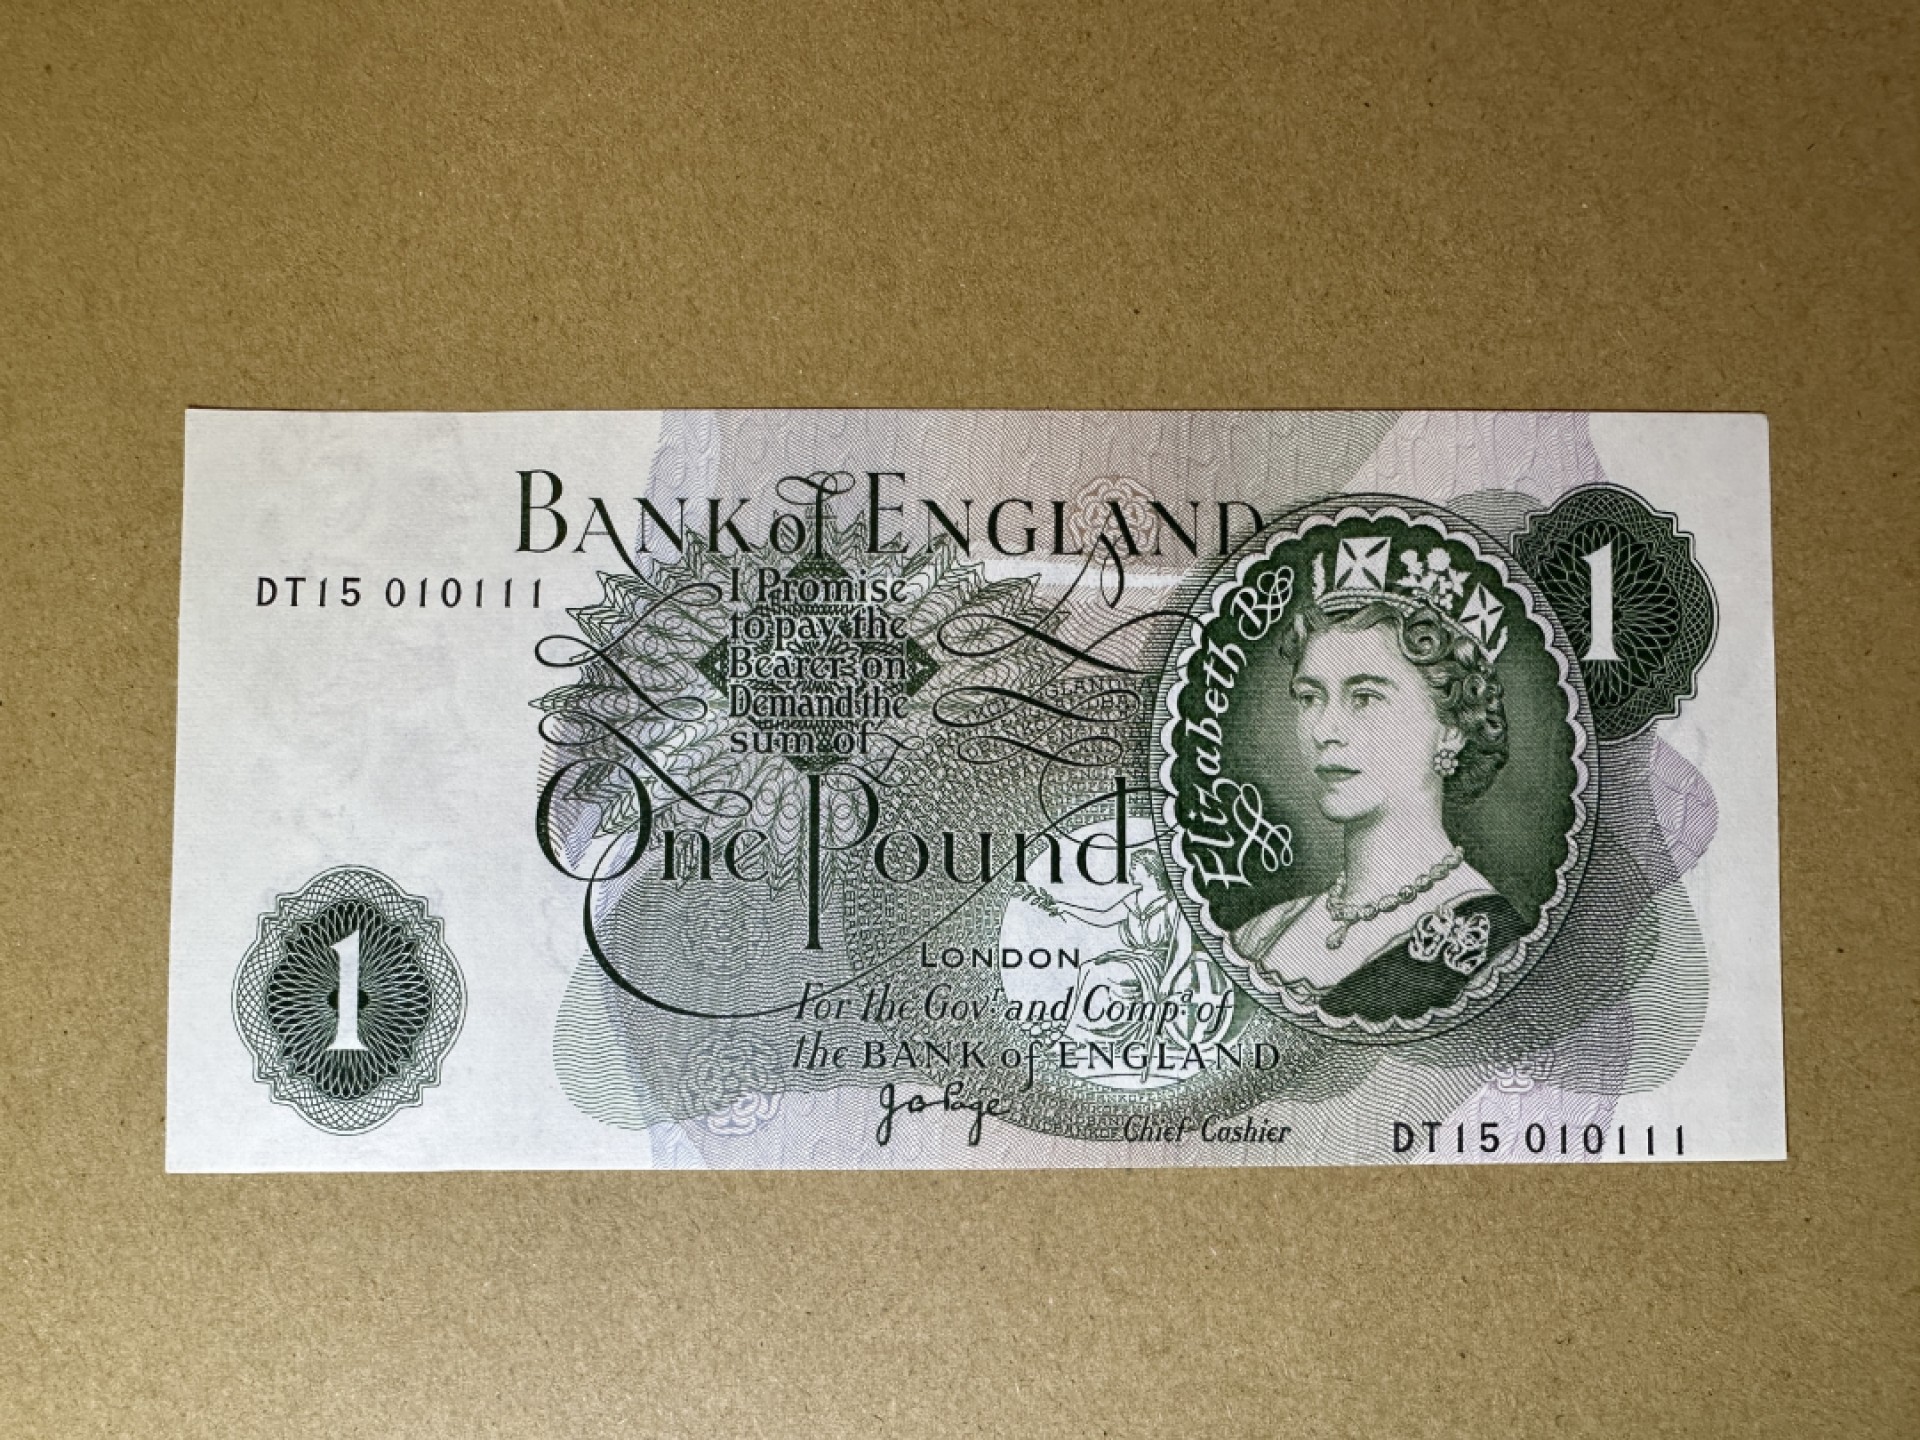 BANK of ENGLAND
DT15 010111
I Promise
to pay the
Bearer on
Demand the
sum of
One Pound
Elizabeth R
1
1
LONDON
For the Govr and Compa of
the BANK of ENGLAND
Chief Cashier
DT15 010111